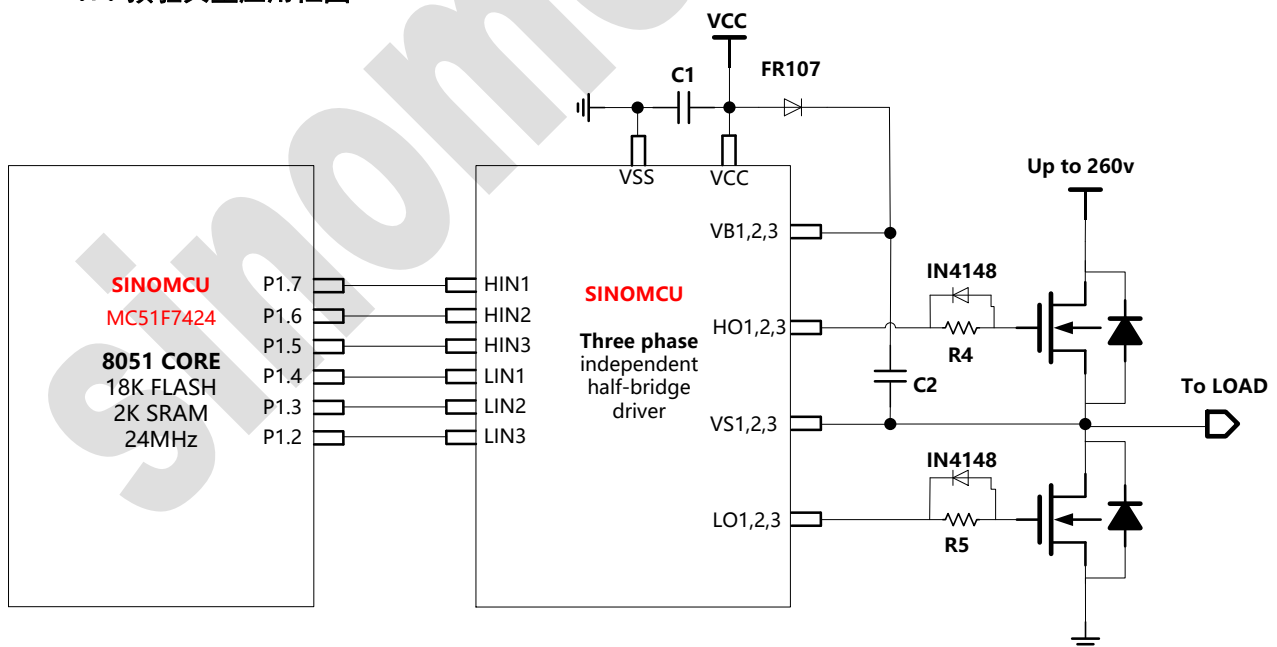 VCC
C1
FR107
VSS
VCC
Up to 260v
VB1,2,3
SINOMCU
MC51F7424
8051 CORE
18K FLASH
2K SRAM
24MHz
P1.7
P1.6
P1.5
P1.4
P1.3
P1.2
HIN1
HIN2
HIN3
LIN1
LIN2
LIN3
SINOMCU
Three phase
independent
half-bridge
driver
HO1,2,3
IN4148
R4
C2
VS1,2,3
To LOAD
IN4148
LO1,2,3
R5
sinom